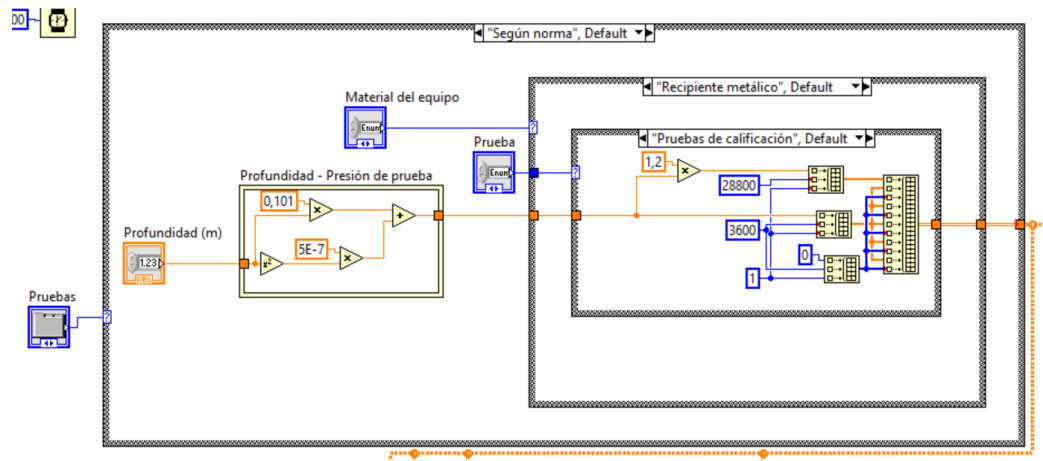 00
"Según norma", Default
"Recipiente metálico", Default
Material del equipo
Enum
"Pruebas de calificación", Default
Prueba
Enum
1,2
Profundidad - Presión de prueba
28800
0,101
3600
Profundidad (m)
5E-7
1.23
DBL
0
1
Pruebas